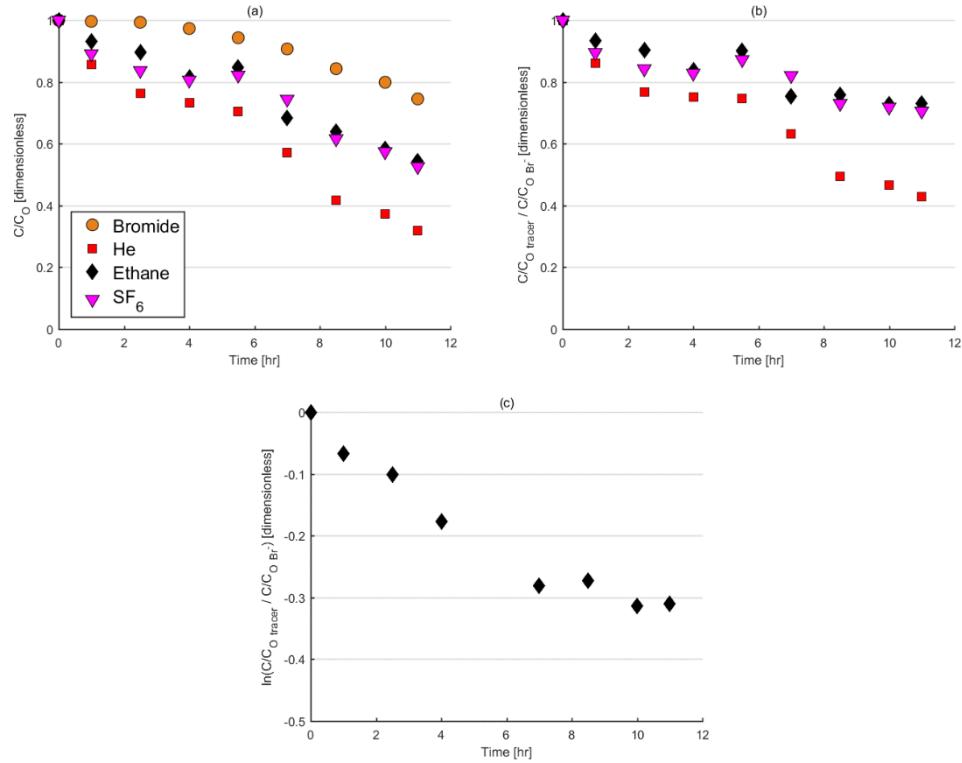 (a)
C/C_O [dimensionless]
1
0.8
0.6
0.4
0.2
0
0 2 4 6 8 10 12
Time [hr]
Bromide
He
Ethane
SF_6
(b)
C/C_O tracer / C/C_O Br^- [dimensionless]
1
0.8
0.6
0.4
0.2
0
0 2 4 6 8 10 12
Time [hr]
(c)
ln(C/C_O tracer / C/C_O Br^-) [dimensionless]
0
-0.1
-0.2
-0.3
-0.4
-0.5
0 2 4 6 8 10 12
Time [hr]